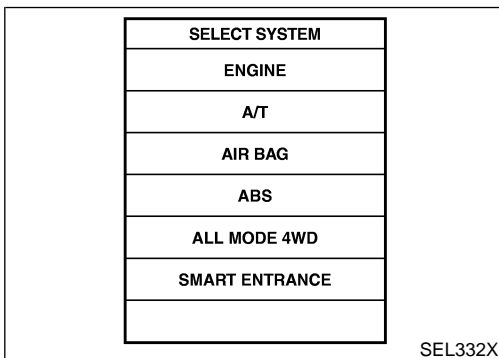 SELECT SYSTEM
ENGINE
A/T
AIR BAG
ABS
ALL MODE 4WD
SMART ENTRANCE
SEL332X